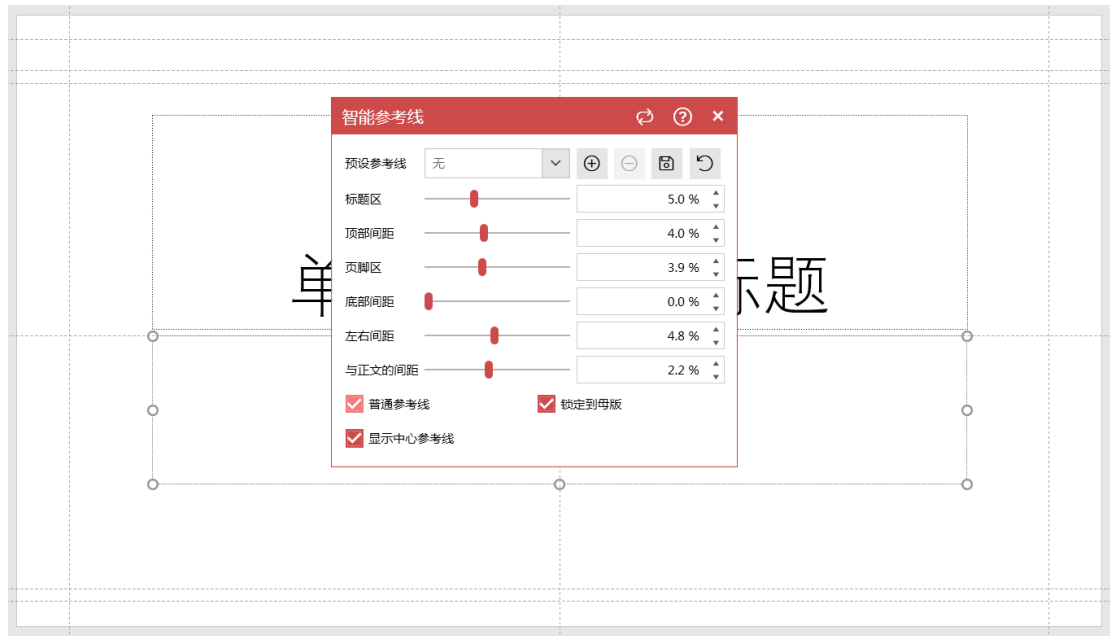 智能参考线
预设参考线 无
标题区 5.0 %
顶部间距 4.0 %
单 标题
页脚区 3.9 %
底部间距 0.0 %
左右间距 4.8 %
与正文的间距 2.2 %
普通参考线 锁定到母版
显示中心参考线